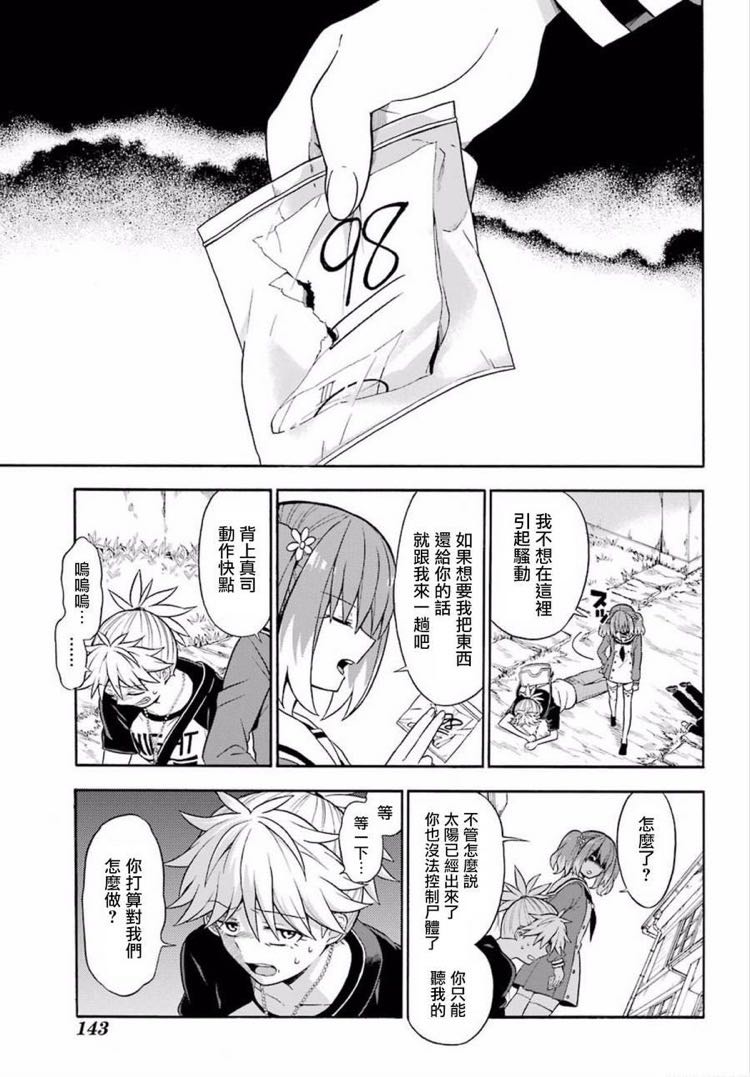 98
我不想在這裡
引起騷動
スッ
如果想要我把東西
還給你的話
就跟我來一趟吧
背上真司
動作快點
嗚嗚嗚…
……
怎麼了?
不管怎麼說
太陽已經出來了
你也沒法控制尸體了
你只能
聽我的
等
等一下…
你打算對我們
怎麼做?
143